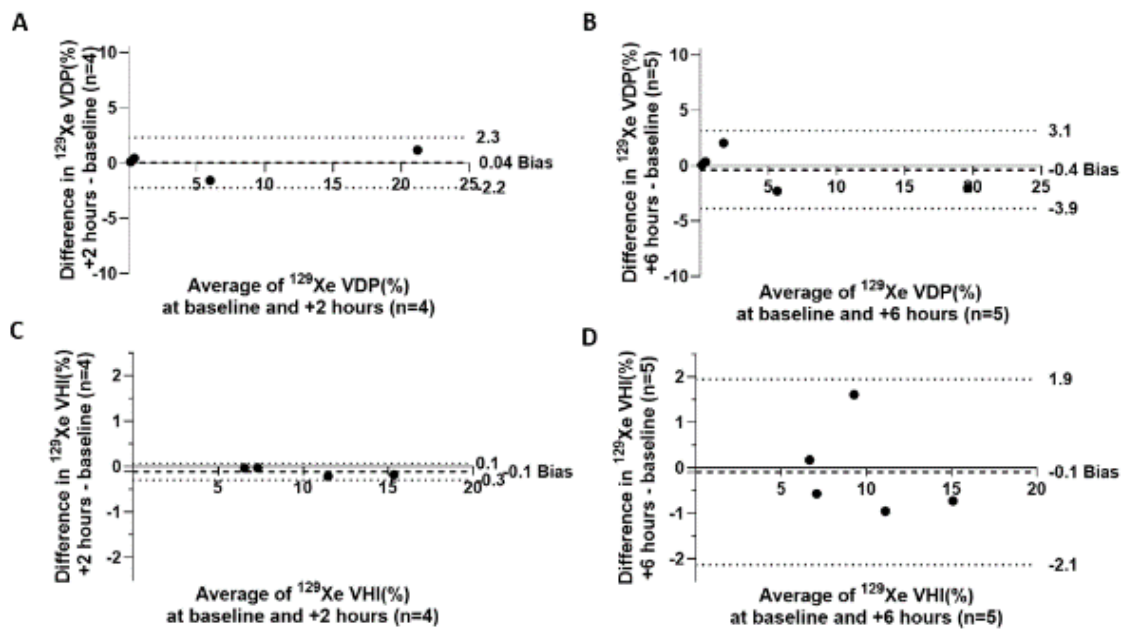 A
Difference in ¹²⁹Xe VDP(%)
+2 hours - baseline (n=4)
10
5
0
-5
-10
5
10
15
20
25
2.3
0.04 Bias
-2.2
Average of ¹²⁹Xe VDP(%)
at baseline and +2 hours (n=4)
B
Difference in ¹²⁹Xe VDP(%)
+6 hours - baseline (n=5)
10
5
0
-5
-10
5
10
15
20
25
3.1
-0.4 Bias
-3.9
Average of ¹²⁹Xe VDP(%)
at baseline and +6 hours (n=5)
C
Difference in ¹²⁹Xe VHI(%)
+2 hours - baseline (n=4)
2
1
0
-1
-2
5
10
15
20
0.1
-0.1 Bias
-0.3
Average of ¹²⁹Xe VHI(%)
at baseline and +2 hours (n=4)
D
Difference in ¹²⁹Xe VHI(%)
+6 hours - baseline (n=5)
2
1
0
-1
-2
5
10
15
20
1.9
-0.1 Bias
-2.1
Average of ¹²⁹Xe VHI(%)
at baseline and +6 hours (n=5)